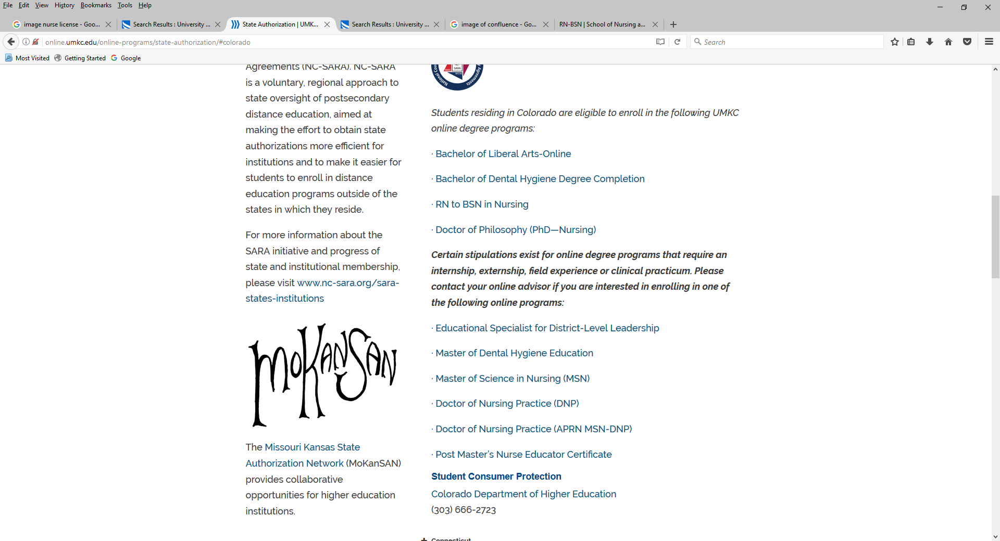 File Edit View History Bookmarks Tools Help
image nurse license - Goo...
Search Results : University ...
State Authorization | UMK...
Search Results : University ...
image of confluence - Go...
RN-BSN | School of Nursing a...
online.umkc.edu/online-programs/state-authorization/#colorado
Search
Most Visited Getting Started Google
Agreements (NC-SARA). NC-SARA
is a voluntary, regional approach to
state oversight of postsecondary
distance education, aimed at
making the effort to obtain state
authorizations more efficient for
institutions and to make it easier for
students to enroll in distance
education programs outside of the
states in which they reside.
For more information about the
SARA initiative and progress of
state and institutional membership,
please visit www.nc-sara.org/sara-
states-institutions
MOKANSAN
The Missouri Kansas State
Authorization Network (MoKanSAN)
provides collaborative
opportunities for higher education
institutions.
NC-
SARA
National Cou
l Agreements
Students residing in Colorado are eligible to enroll in the following UMKC
online degree programs:
· Bachelor of Liberal Arts-Online
· Bachelor of Dental Hygiene Degree Completion
· RN to BSN in Nursing
· Doctor of Philosophy (PhD—Nursing)
Certain stipulations exist for online degree programs that require an
internship, externship, field experience or clinical practicum. Please
contact your online advisor if you are interested in enrolling in one of
the following online programs:
· Educational Specialist for District-Level Leadership
· Master of Dental Hygiene Education
· Master of Science in Nursing (MSN)
· Doctor of Nursing Practice (DNP)
· Doctor of Nursing Practice (APRN MSN-DNP)
· Post Master's Nurse Educator Certificate
Student Consumer Protection
Colorado Department of Higher Education
(303) 666-2723
+ Connecticut